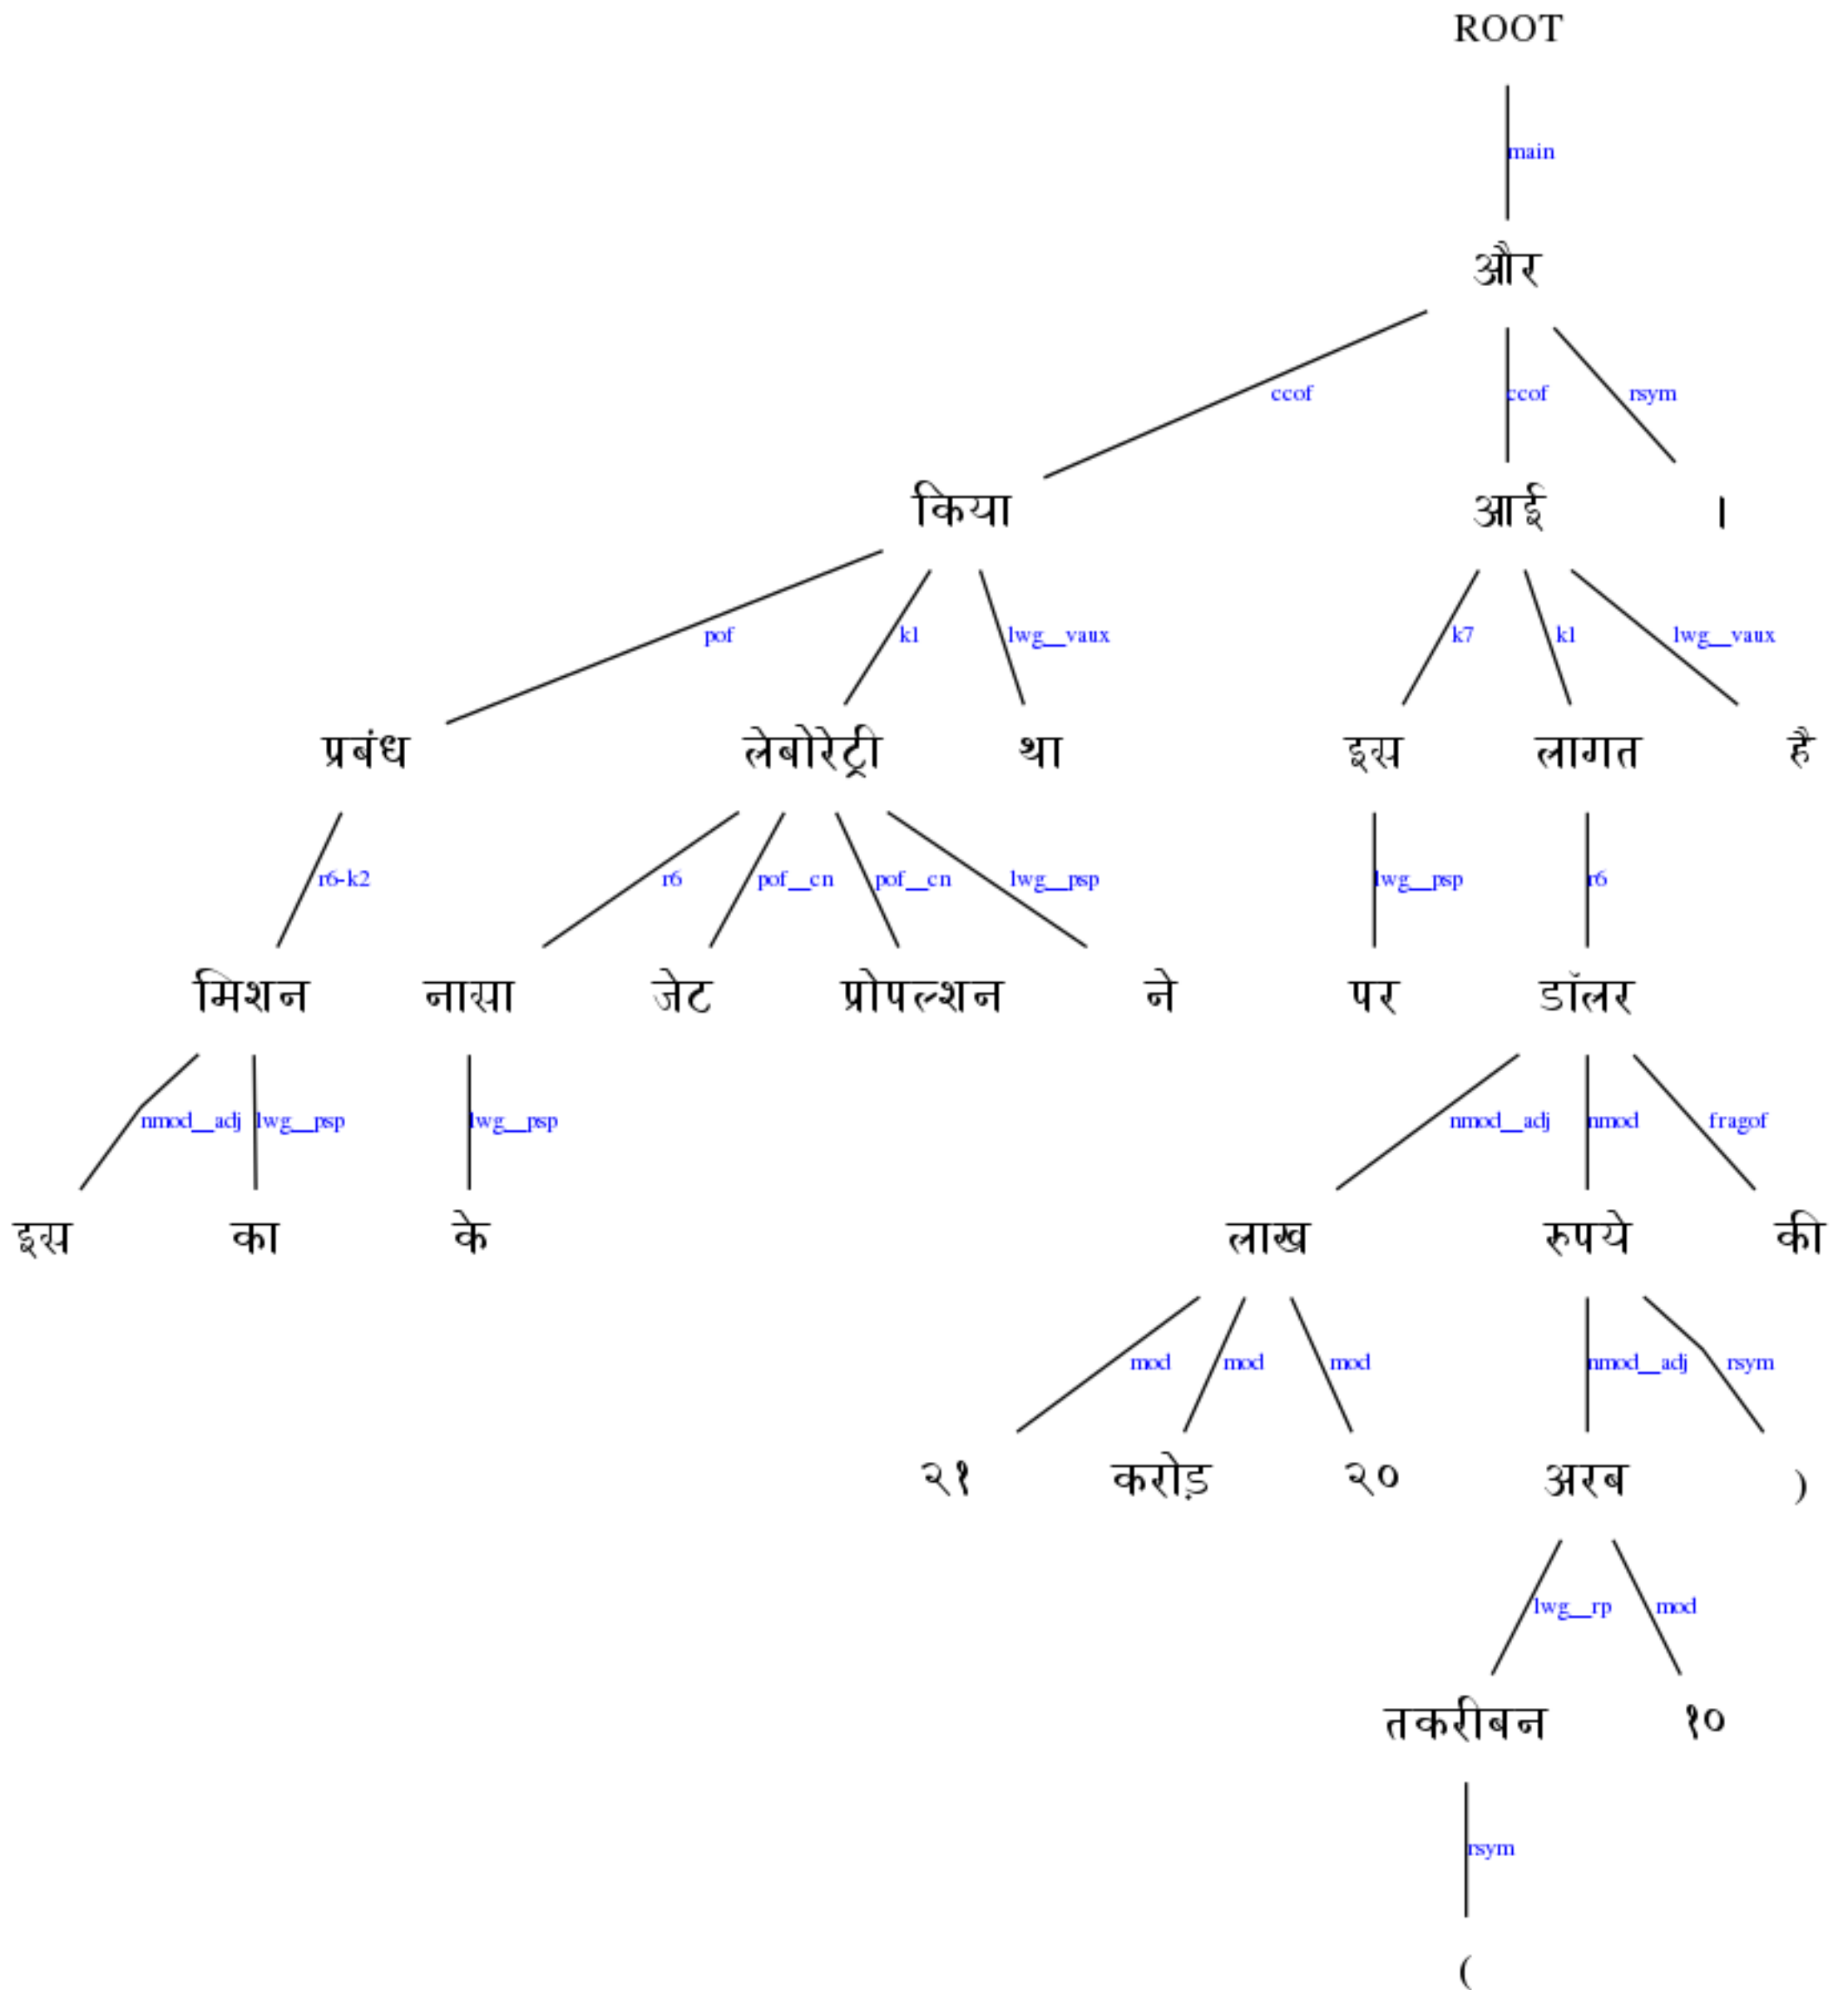 ROOT
main
और
ccof ccof rsym
किया आई ।
pof k1 lwg__vaux k7 k1 lwg__vaux
प्रबंध लेबोरेट्री था इस लागत है
r6-k2 r6 pof__cn pof__cn lwg__psp lwg__psp r6
मिशन नासा जेट प्रोपल्शन ने पर डॉलर
nmod__adj lwg__psp lwg__psp nmod__adj nmod fragof
इस का के लाख रुपये की
mod mod mod nmod__adj rsym
२१ करोड़ २० अरब )
lwg__rp mod
तकरीबन १०
rsym
(